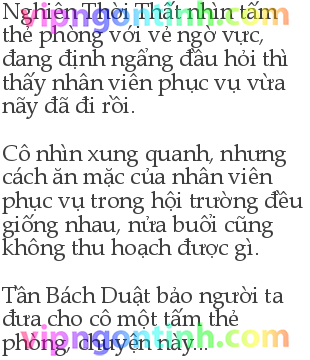 Nghiên Thời Thất nhìn tấm
thẻ phòng với vẻ ngờ vực,
đang định ngẩng đầu hỏi thì
thấy nhân viên phục vụ vừa
nãy đã đi rồi.
Cô nhìn xung quanh, nhưng
cách ăn mặc của nhân viên
phục vụ trong hội trường đều
giống nhau, nửa buổi cũng
không thu hoạch được gì.
Tần Bách Duật bảo người ta
đưa cho cô một tấm thẻ
phòng, chuyện này...
vipngontinh.com
vipngontinh.com